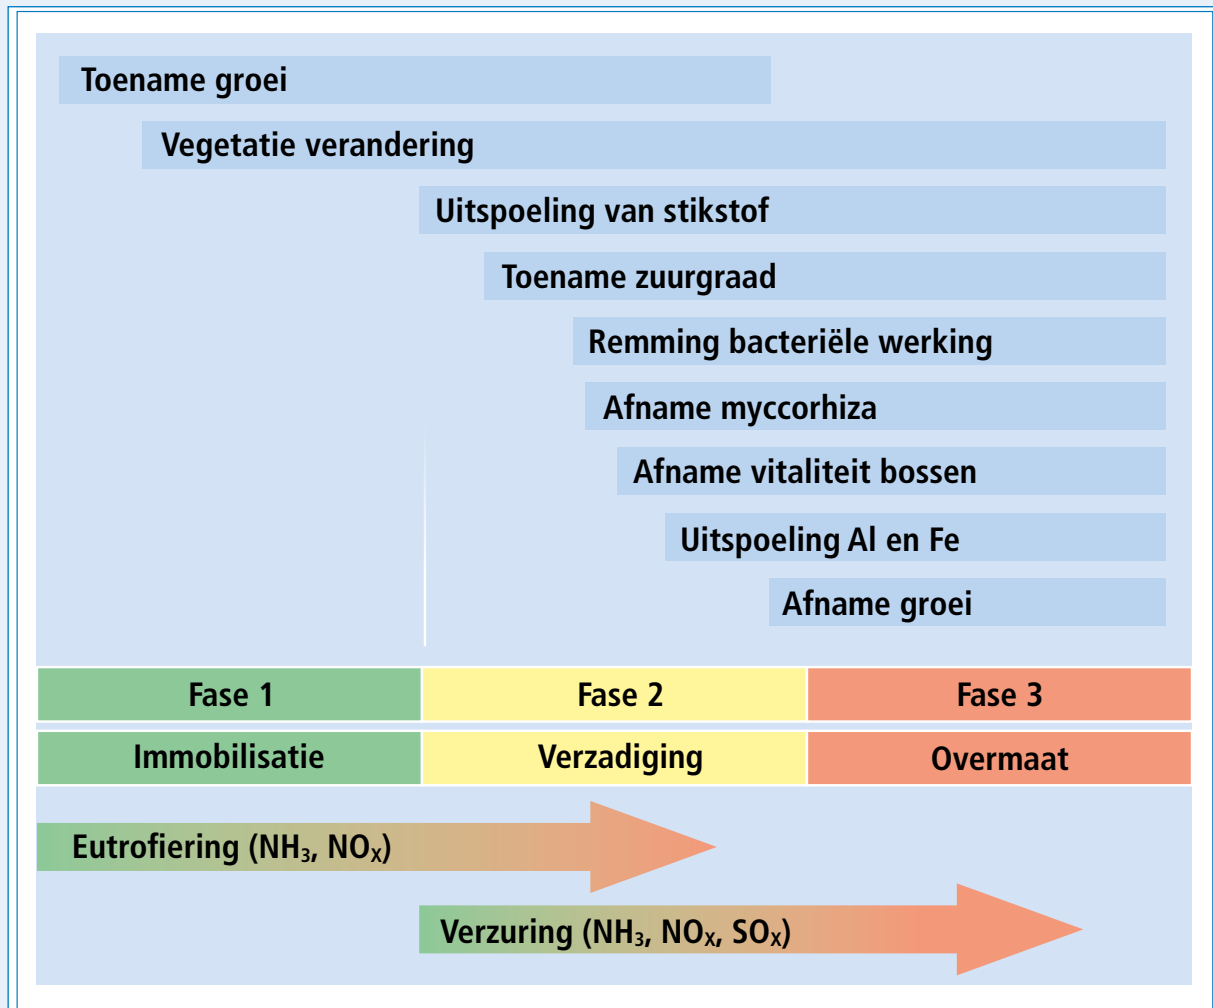 Toename groei
Vegetatie verandering
Uitspoeling van stikstof
Toename zuurgraad
Remming bacteriële werking
Afname myccorhiza
Afname vitaliteit bossen
Uitspoeling Al en Fe
Afname groei
Fase 1 Fase 2 Fase 3
Immobilisatie Verzadiging Overmaat
Eutrofiering (NH₃, NOₓ)
Verzuring (NH₃, NOₓ, SOₓ)